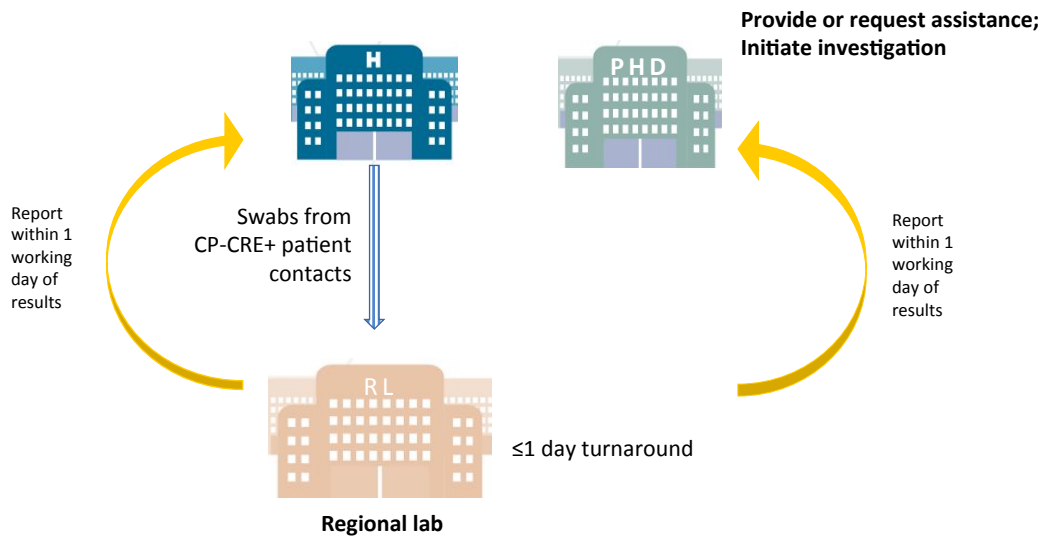 Provide or request assistance;
Initiate investigation
H
PHD
Report
within 1
working
day of
results
Swabs from
CP-CRE+ patient
contacts
Report
within 1
working
day of
results
RL
≤1 day turnaround
Regional lab